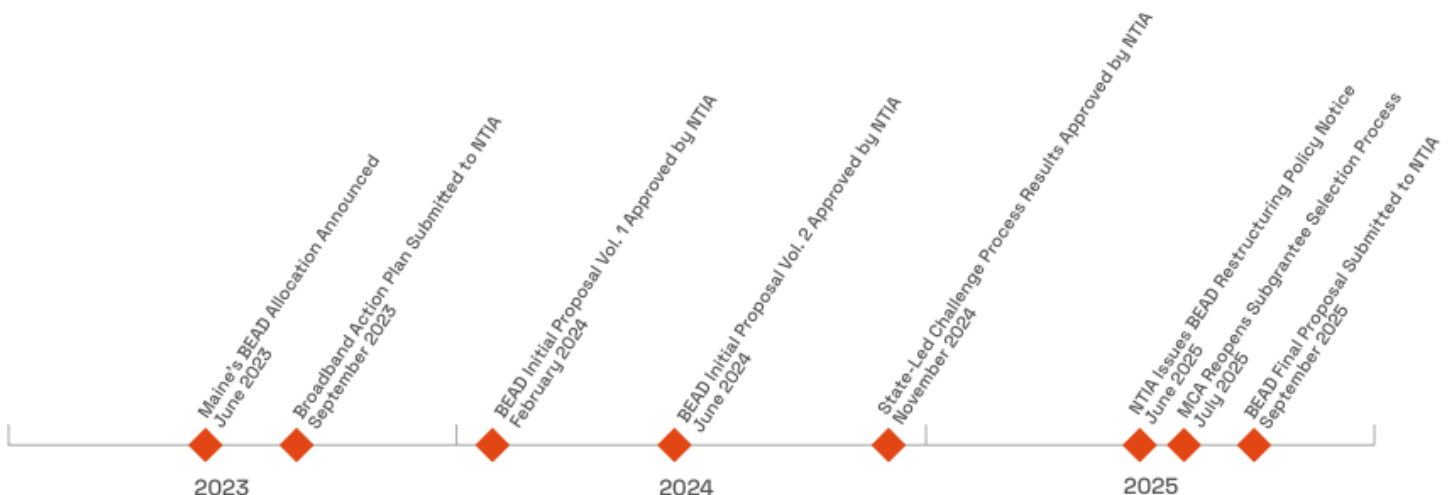 Maine's BEAD Allocation Announced
June 2023
Broadband Action Plan Submitted to NTIA
September 2023
BEAD Initial Proposal Vol. 1 Approved by NTIA
February 2024
BEAD Initial Proposal Vol. 2 Approved by NTIA
June 2024
State-Led Challenge Process Results Approved by NTIA
November 2024
NTIA Issues BEAD Restructuring Policy Notice
June 2025
MCA Reopens Subgrantee Selection Process
July 2025
BEAD Final Proposal Submitted to NTIA
September 2025
2023
2024
2025